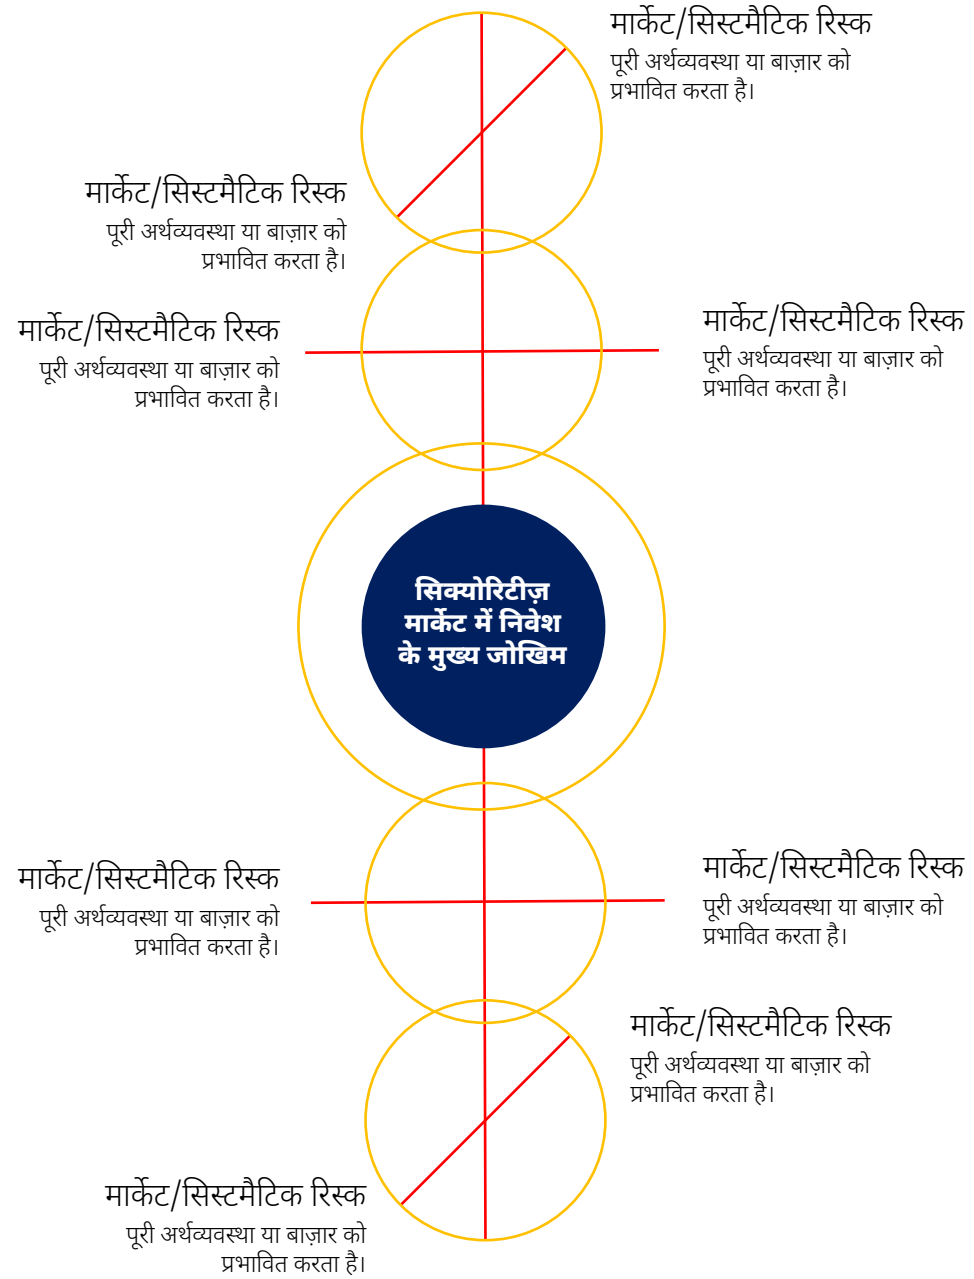 मार्केट/सिस्टमैटिक रिस्क
पूरी अर्थव्यवस्था या बाज़ार को
प्रभावित करता है।
मार्केट/सिस्टमैटिक रिस्क
पूरी अर्थव्यवस्था या बाज़ार को
प्रभावित करता है।
मार्केट/सिस्टमैटिक रिस्क
पूरी अर्थव्यवस्था या बाज़ार को
प्रभावित करता है।
मार्केट/सिस्टमैटिक रिस्क
पूरी अर्थव्यवस्था या बाज़ार को
प्रभावित करता है।
सिक्योरिटीज़
मार्केट में निवेश
के मुख्य जोखिम
मार्केट/सिस्टमैटिक रिस्क
पूरी अर्थव्यवस्था या बाज़ार को
प्रभावित करता है।
मार्केट/सिस्टमैटिक रिस्क
पूरी अर्थव्यवस्था या बाज़ार को
प्रभावित करता है।
मार्केट/सिस्टमैटिक रिस्क
पूरी अर्थव्यवस्था या बाज़ार को
प्रभावित करता है।
मार्केट/सिस्टमैटिक रिस्क
पूरी अर्थव्यवस्था या बाज़ार को
प्रभावित करता है।